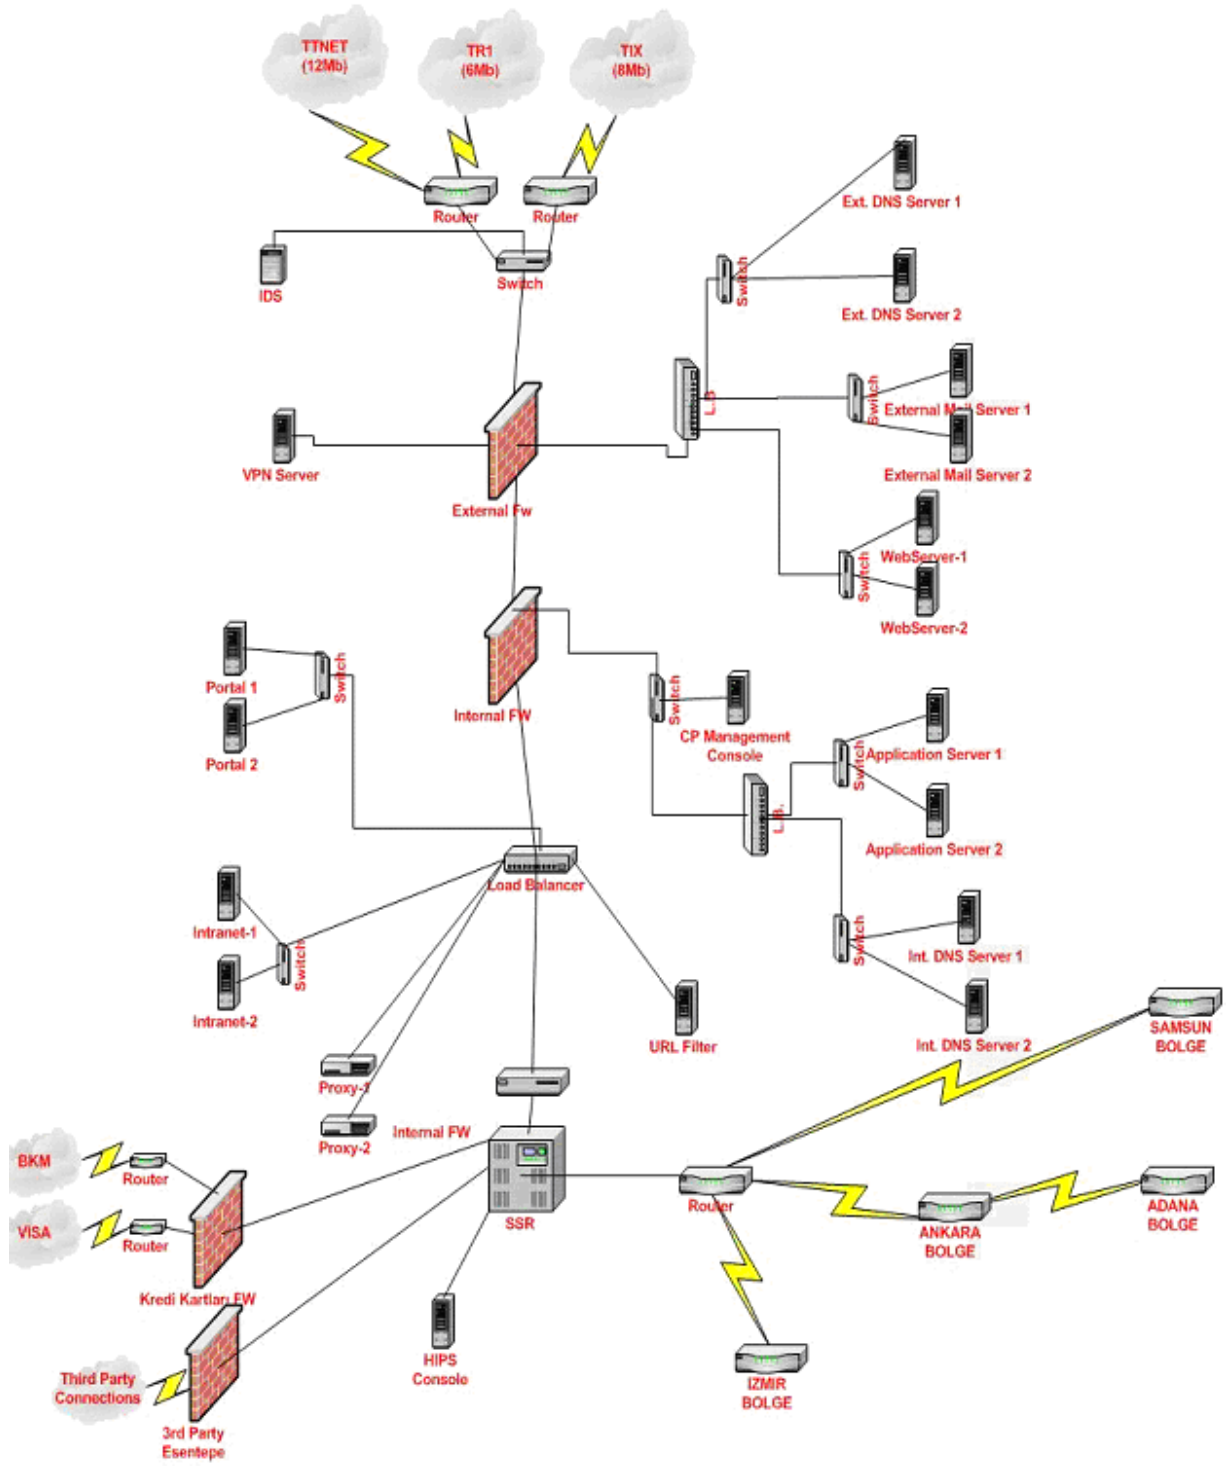 TTNET
(12Mb)
TR1
(6Mb)
TIX
(8Mb)
Router
Router
Ext. DNS Server 1
IDS
Switch
Switch
Ext. DNS Server 2
L.B
Switch
External Mail Server 1
VPN Server
External Mail Server 2
External Fw
WebServer-1
Switch
WebServer-2
Portal 1
Switch
Internal FW
Switch
CP Management
Console
Portal 2
Switch
Application Server 1
L.B.
Application Server 2
Load Balancer
Intranet-1
Switch
Switch
Int. DNS Server 1
Intranet-2
URL Filter
Int. DNS Server 2
SAMSUN
BOLGE
Proxy-1
Proxy-2
Internal FW
BKM
Router
VISA
Router
SSR
Router
ANKARA
BOLGE
ADANA
BOLGE
Kredi Kartları FW
HIPS
Console
IZMIR
BOLGE
Third Party
Connections
3rd Party
Esentepe